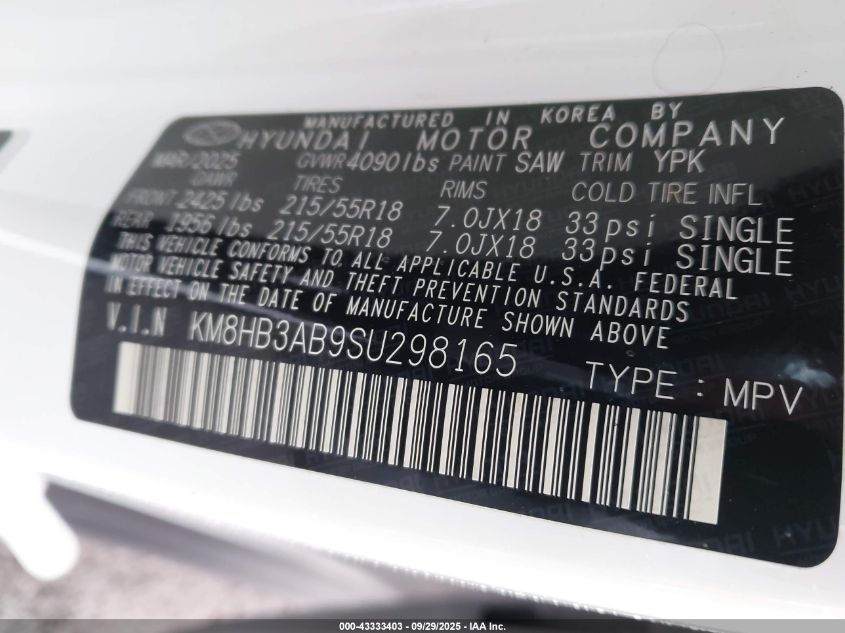 MANUFACTURED IN KOREA BY
HYUNDAI MOTOR COMPANY
MAR/2025 GVWR 4090lbs PAINT SAW TRIM YPK
GAWR TIRES RIMS COLD TIRE INFL
FRONT 2425lbs 215/55R18 7.0JX18 33psi SINGLE
REAR 1956lbs 215/55R18 7.0JX18 33psi SINGLE
THIS VEHICLE CONFORMS TO ALL APPLICABLE U.S.A. FEDERAL
MOTOR VEHICLE SAFETY AND THEFT PREVENTION STANDARDS
IN EFFECT ON THE DATE OF MANUFACTURE SHOWN ABOVE
V.I.N KM8HB3AB9SU298165
TYPE : MPV
000-43333403 - 09/29/2025 - IAA Inc.